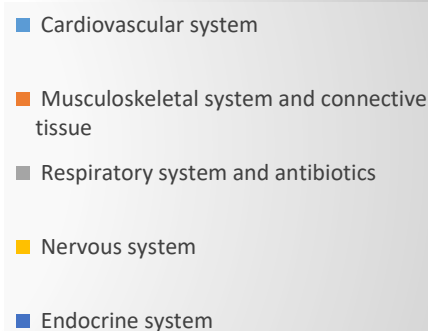 Cardiovascular system
Musculoskeletal system and connective
tissue
Respiratory system and antibiotics
Nervous system
Endocrine system